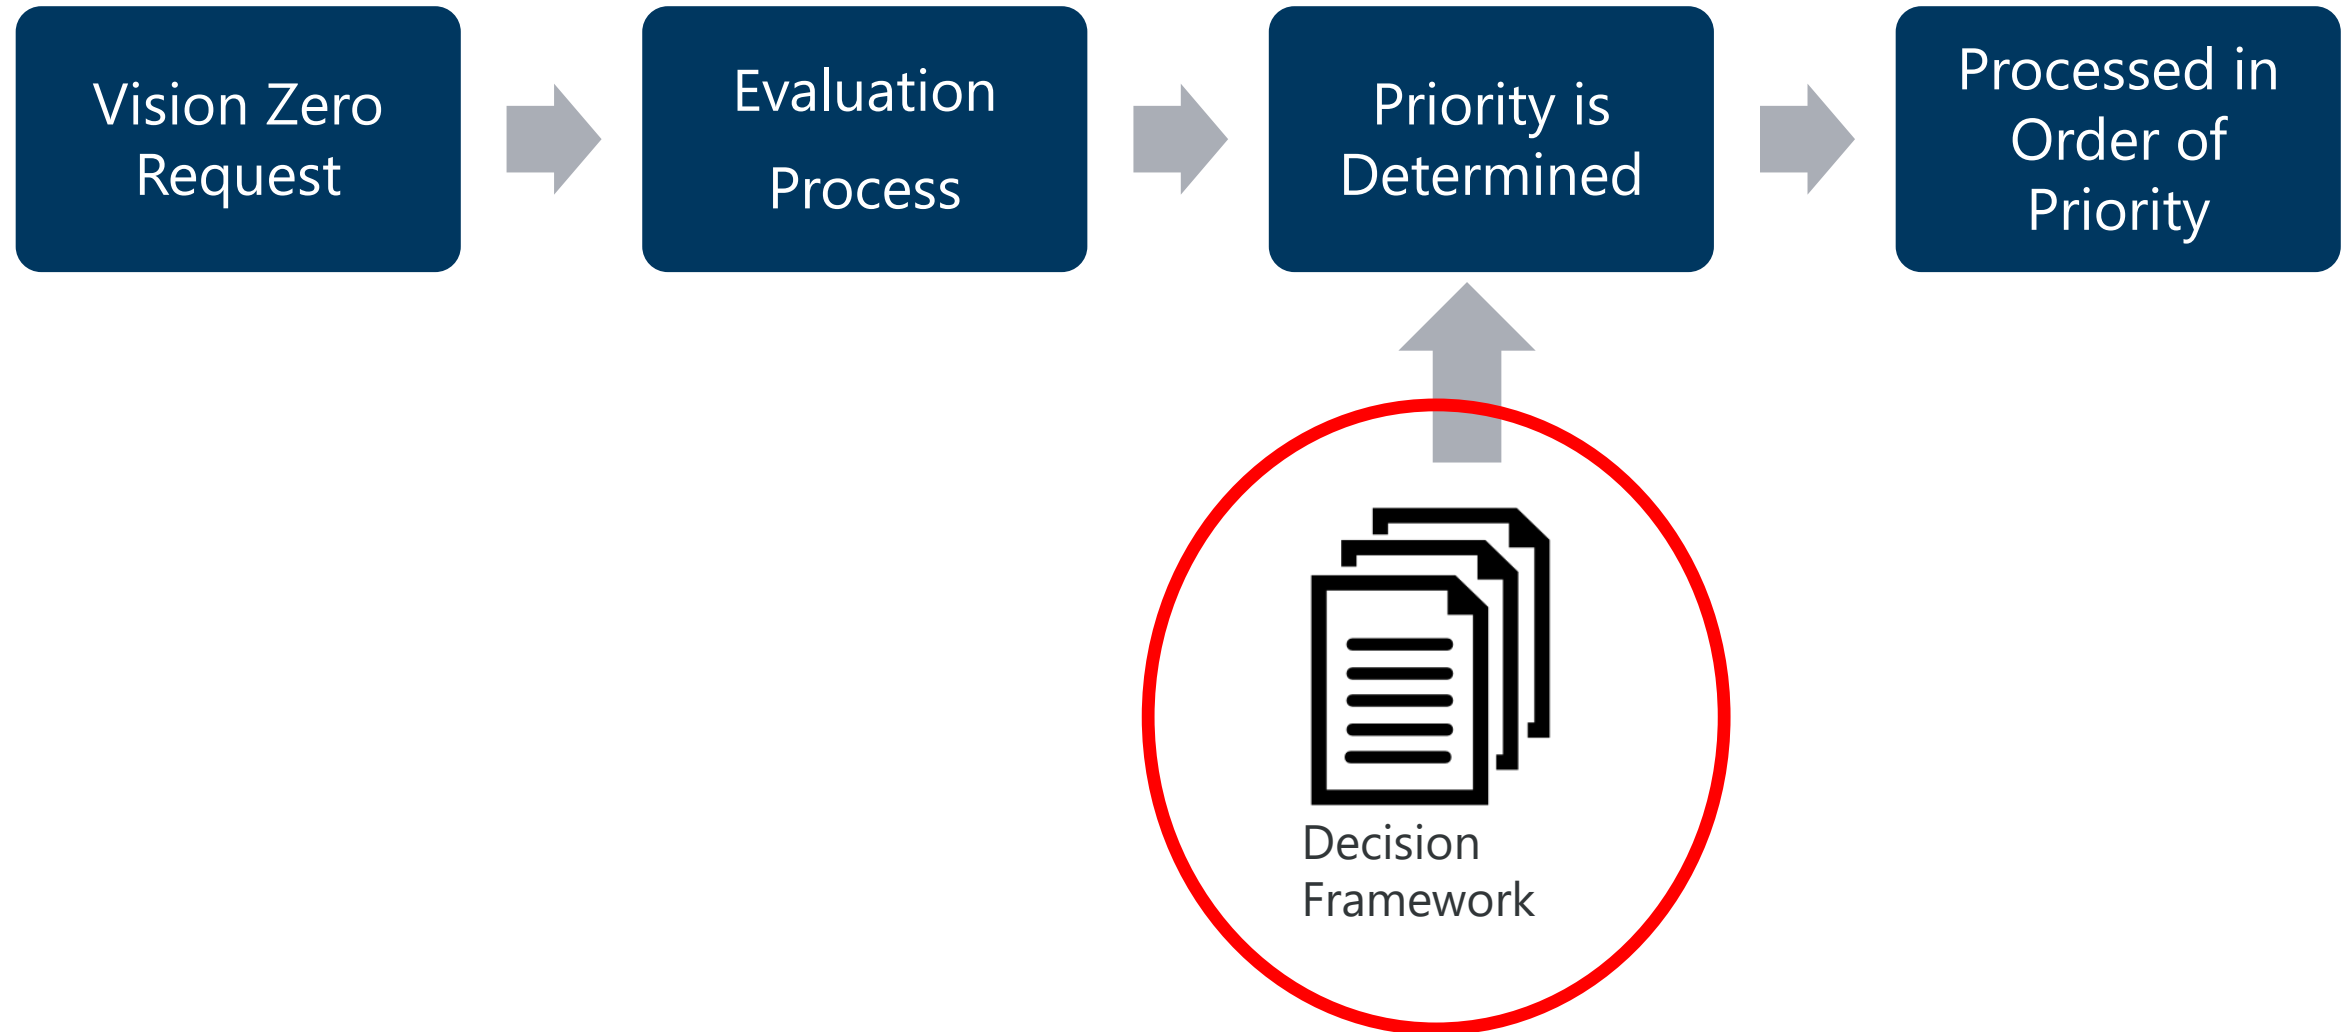 Vision Zero
Request
Evaluation
Process
Priority is
Determined
Processed in
Order of
Priority
Decision
Framework